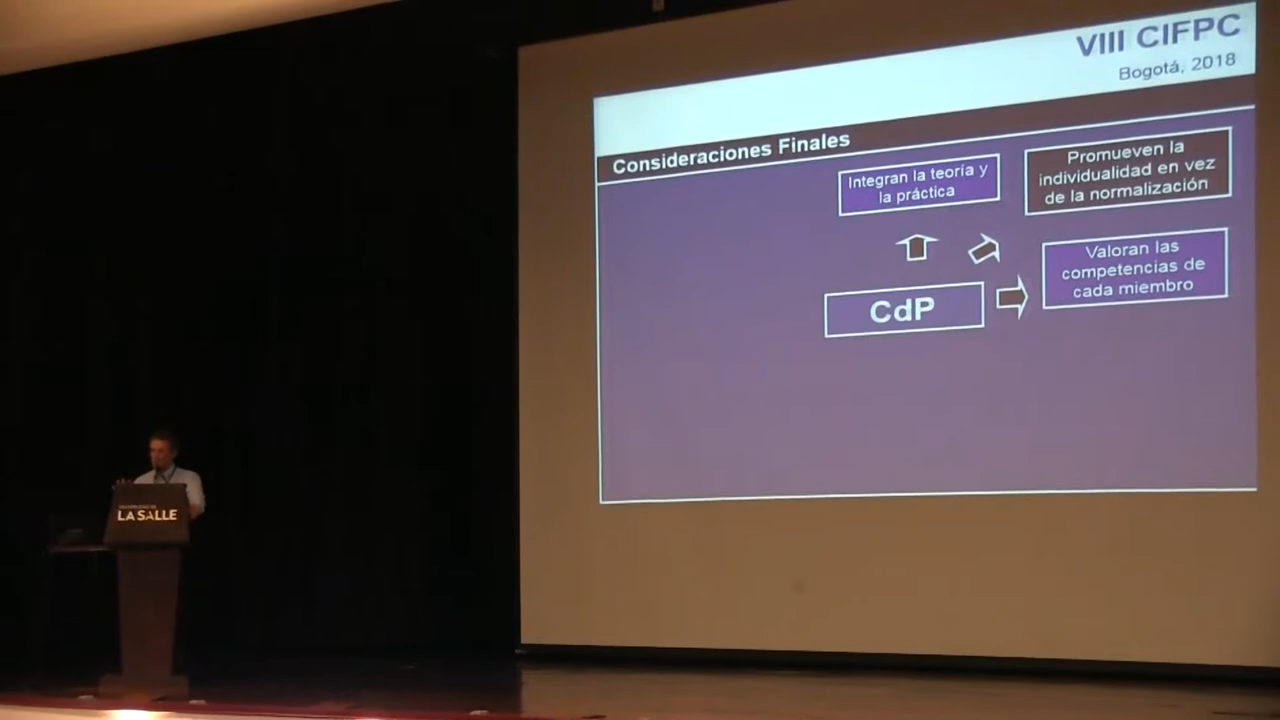 VIII CIFPC
Bogotá, 2018
Consideraciones Finales
Integran la teoría y
la práctica
Promueven la
individualidad en vez
de la normalización
Valoran las
competencias de
cada miembro
CdP
LA SALLE